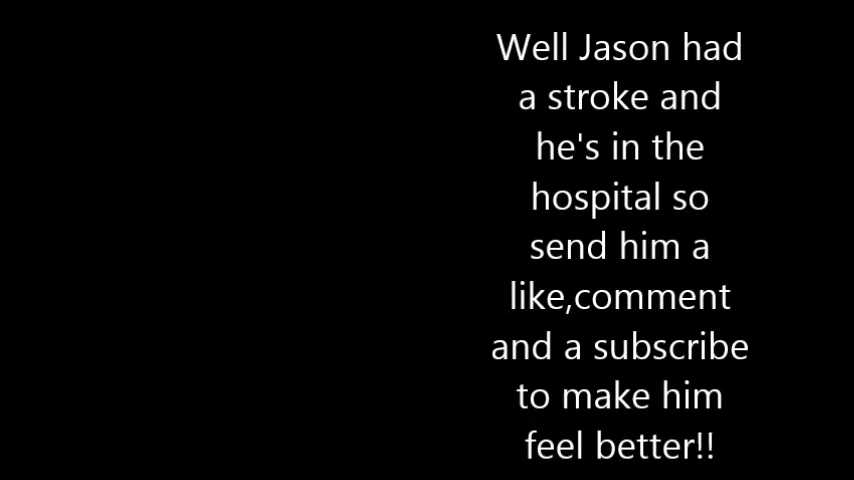 Well Jason had
a stroke and
he's in the
hospital so
send him a
like,comment
and a subscribe
to make him
feel better!!